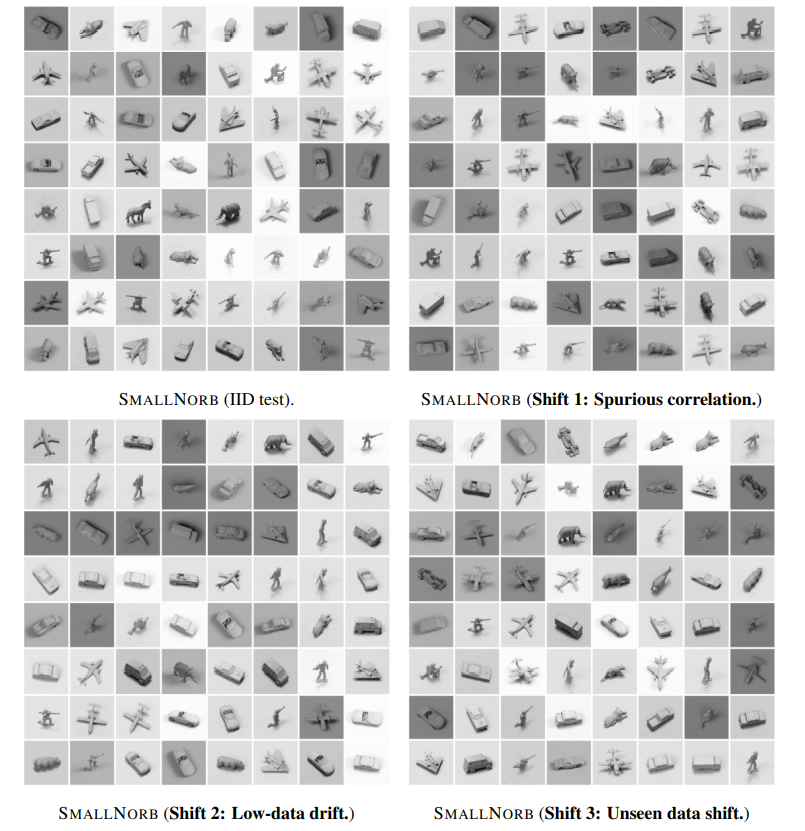 SMALLNORB (IID test).
SMALLNORB (Shift 1: Spurious correlation.)
SMALLNORB (Shift 2: Low-data drift.)
SMALLNORB (Shift 3: Unseen data shift.)